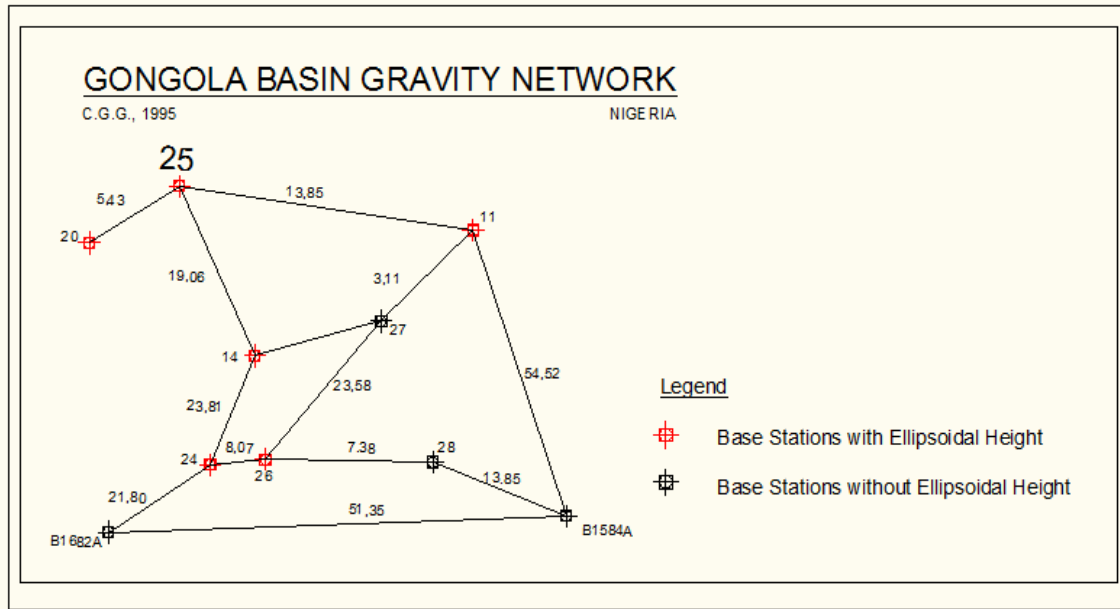 GONGOLA BASIN GRAVITY NETWORK
C.G.G., 1995 NIGERIA
25
5,43
13,85
11
20
19,06
3,11
27
14
23,58
54,52
Legend
23,81
Base Stations with Ellipsoidal Height
8,07
7.38
28
24
26
13,85
Base Stations without Ellipsoidal Height
21,80
51,35
B1682A
B1584A